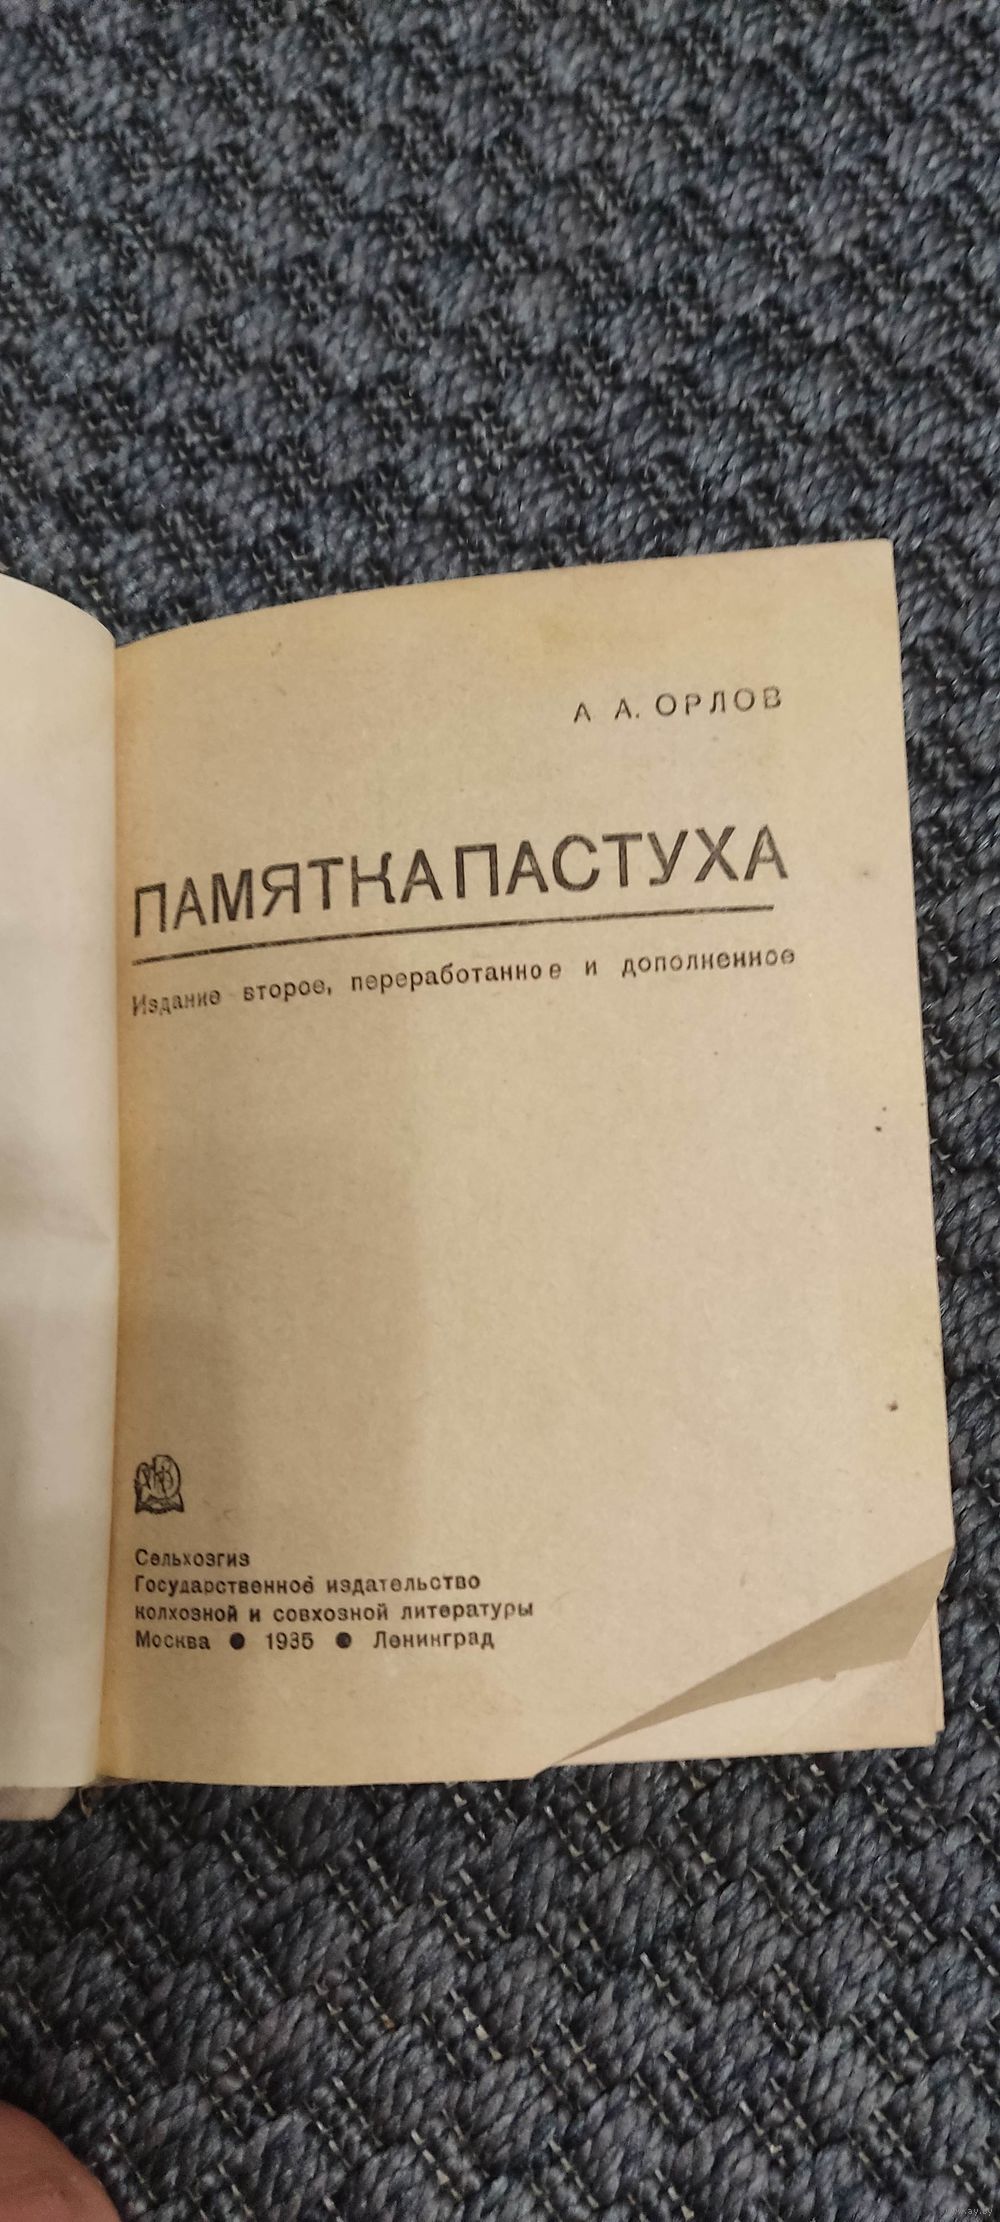 А А. ОРЛОВ
ПАМЯТКА ПАСТУХА
Издание второе, переработанное и дополненное
Сельхозгиз
Государственное издательство
колхозной и совхозной литературы
Москва ● 1935 ● Ленинград